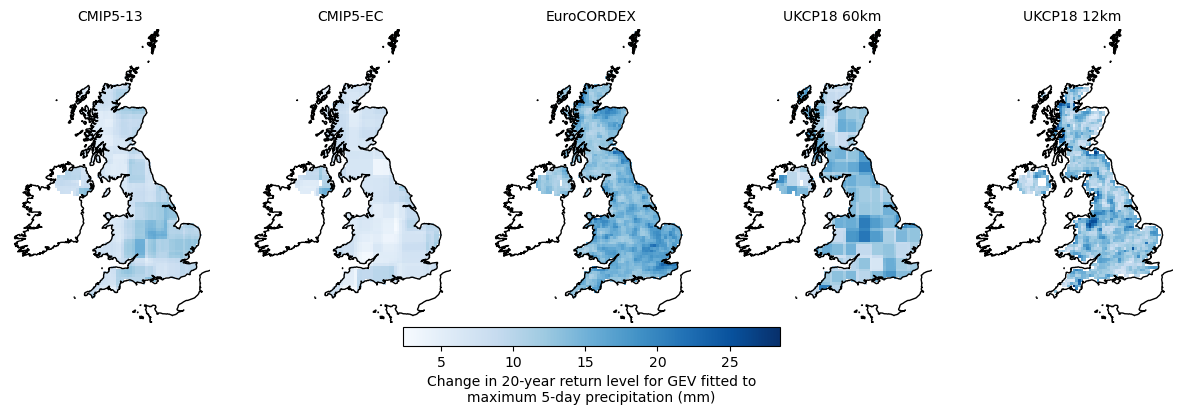 CMIP5-13
CMIP5-EC
EuroCORDEX
UKCP18 60km
UKCP18 12km
5
10
15
20
25
Change in 20-year return level for GEV fitted to
maximum 5-day precipitation (mm)